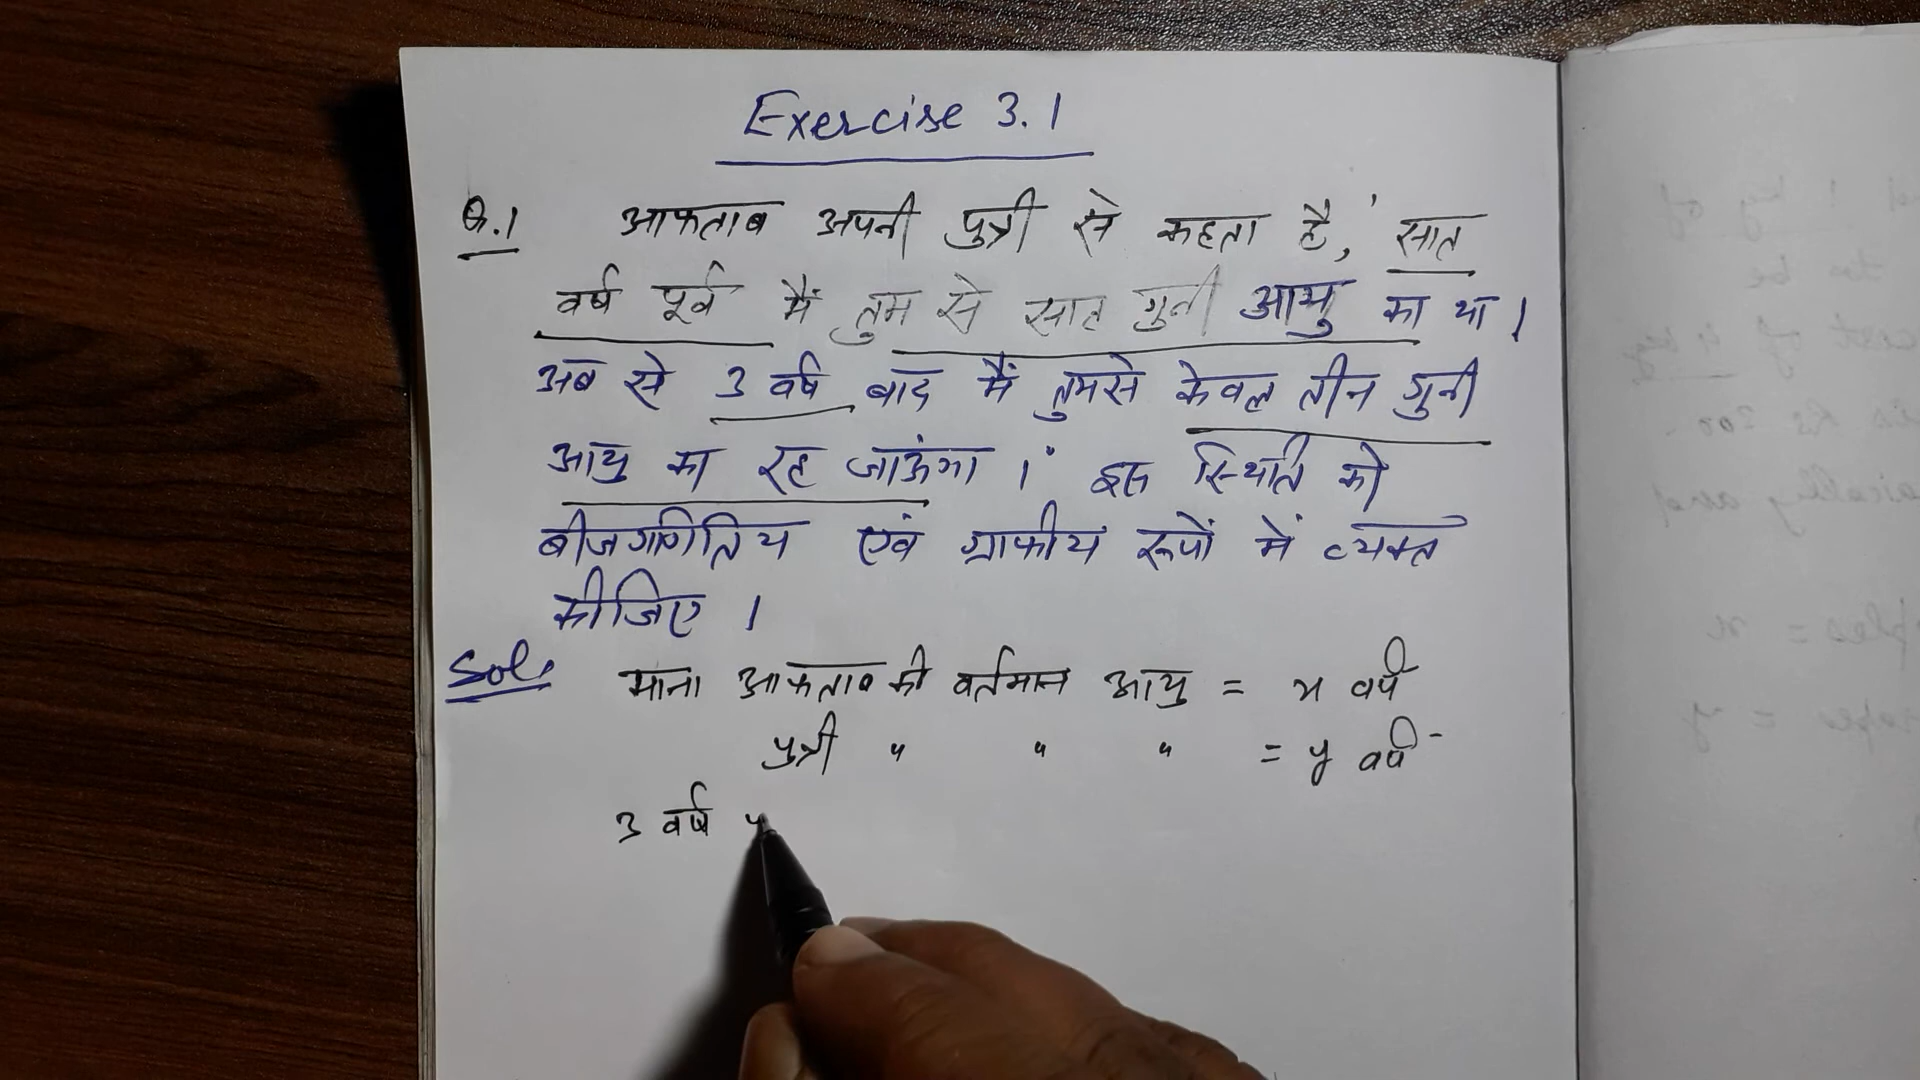 Exercise 3.1
Q.1 आफताब अपनी पुत्री से कहता है, 'सात
वर्ष पूर्व मैं तुम से सात गुनी आयु का था।
अब से 3 वर्ष बाद मैं तुमसे केवल तीन गुनी
आयु का रह जाऊंगा।' इस स्थिति को
बीजगणितिय एवं ग्राफीय रूपों में व्यक्त
कीजिए।
Sol. माना आफताब की वर्तमान आयु = x वर्ष
पुत्री " " " = y वर्ष
3 वर्ष